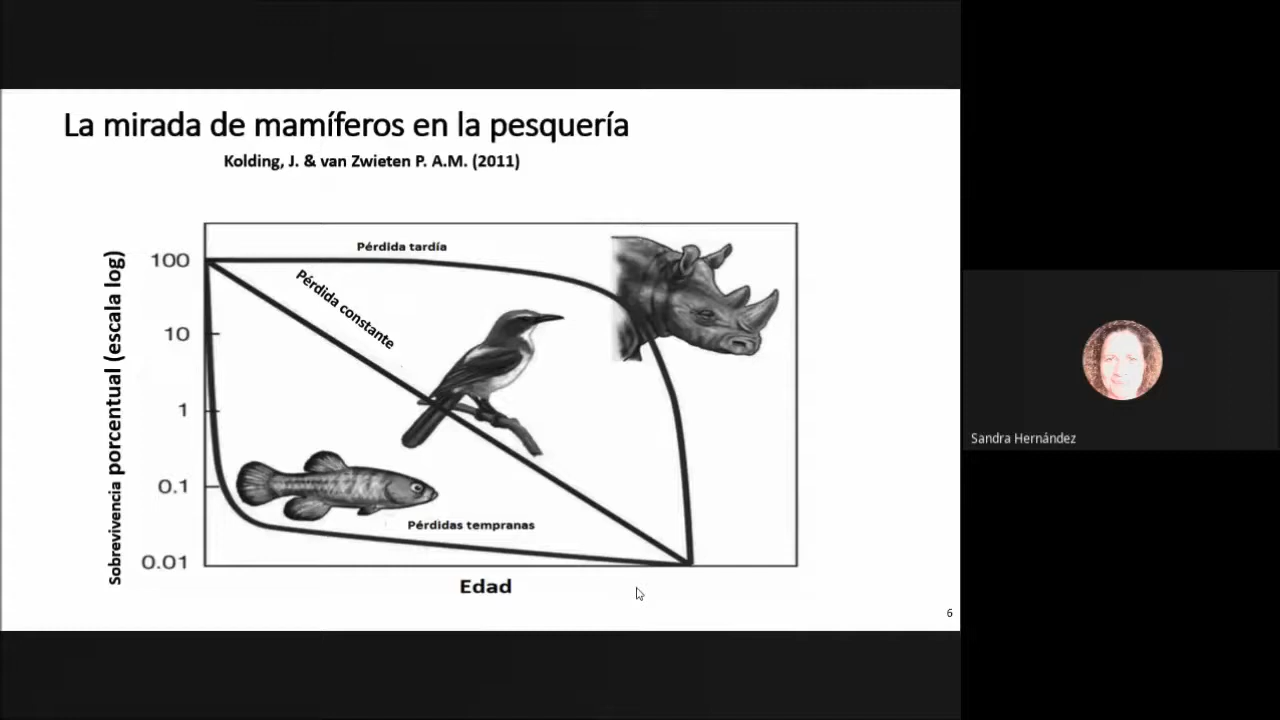 La mirada de mamíferos en la pesquería
Kolding, J. & van Zwieten P. A.M. (2011)
Sobrevivencia porcentual (escala log)
100
10
1
0.1
0.01
Pérdida tardía
Pérdida constante
Pérdidas tempranas
Edad
6
Sandra Hernández